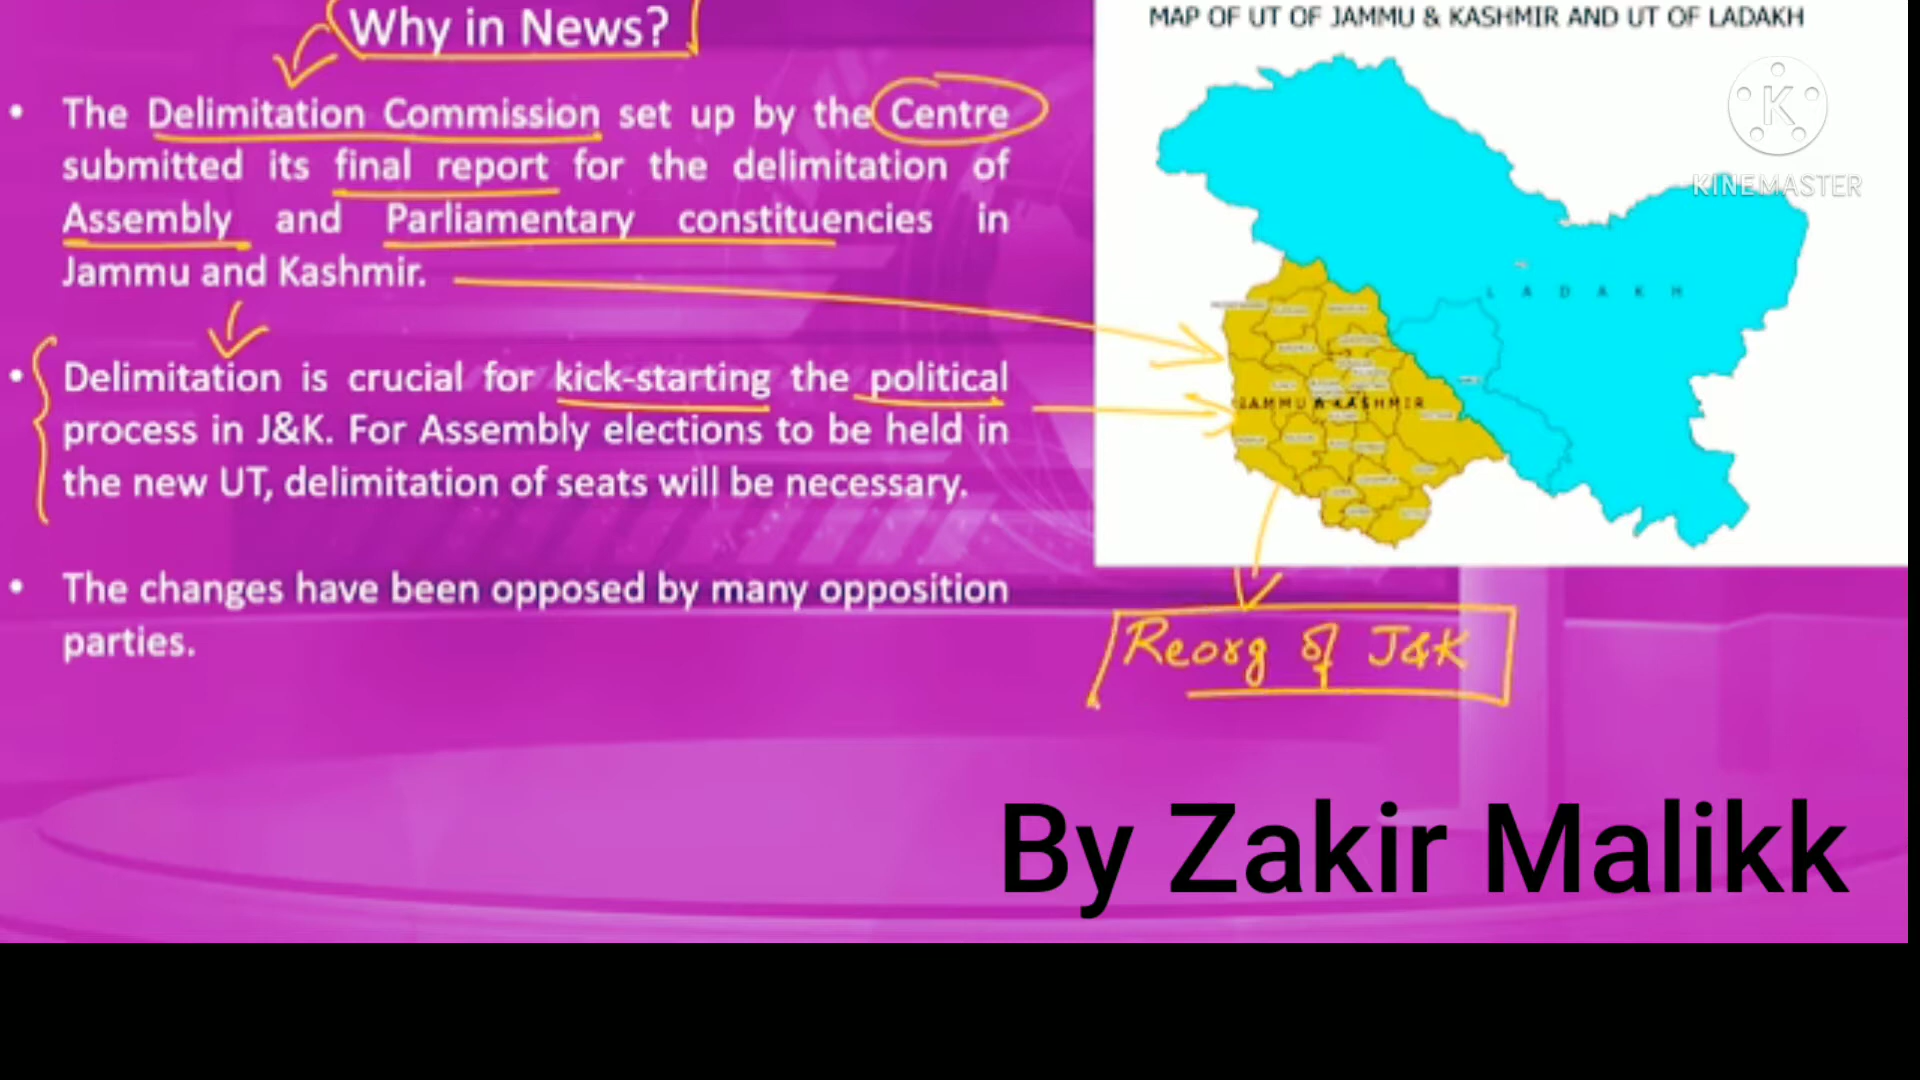 Why in News?
• The Delimitation Commission set up by the Centre
submitted its final report for the delimitation of
Assembly and Parliamentary constituencies in
Jammu and Kashmir.
• Delimitation is crucial for kick-starting the political
process in J&K. For Assembly elections to be held in
the new UT, delimitation of seats will be necessary.
• The changes have been opposed by many opposition
parties.
MAP OF UT OF JAMMU & KASHMIR AND UT OF LADAKH
K
KINEMASTER
LADAKH
JAMMU & KASHMIR
Reorg of J&K
By Zakir Malikk